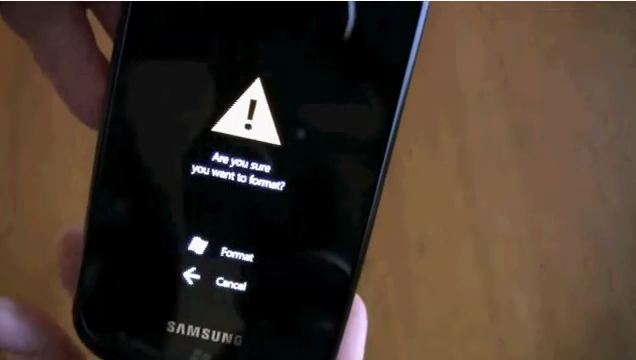 Are you sure
you want to format?
Format
Cancel
SAMSUNG